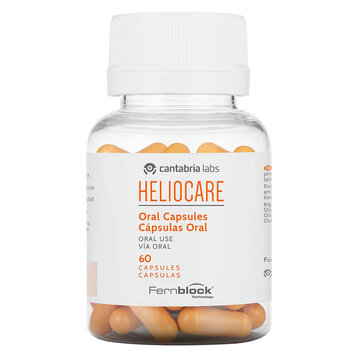 cantabria labs
HELIOCARE
Oral Capsules
Cápsulas Oral
ORAL USE
VÍA ORAL
60
CAPSULES
CÁPSULAS
Fernblock
Technology